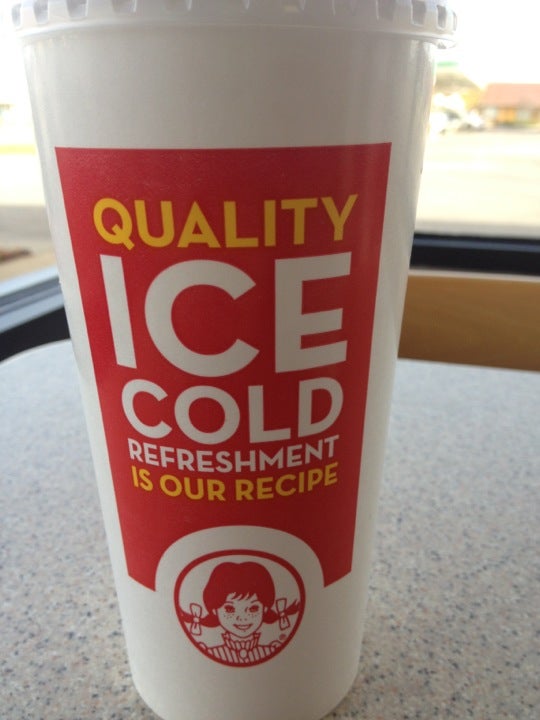 QUALITY
ICE
COLD
REFRESHMENT
IS OUR RECIPE